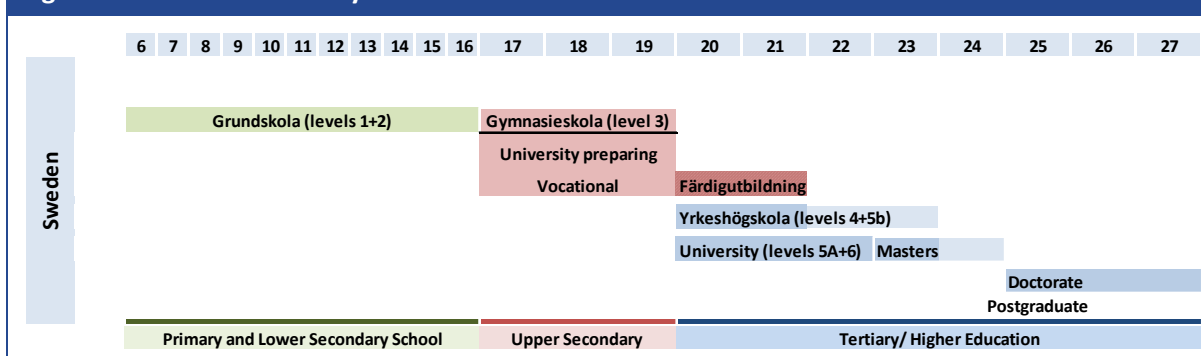 6 7 8 9 10 11 12 13 14 15 16 17 18 19 20 21 22 23 24 25 26 27
Sweden
Grundskola (levels 1+2) Gymnasieskola (level 3)
University preparing
Vocational Färdigutbildning
Yrkeshögskola (levels 4+5b)
University (levels 5A+6) Masters
Doctorate
Postgraduate
Primary and Lower Secondary School Upper Secondary Tertiary/ Higher Education